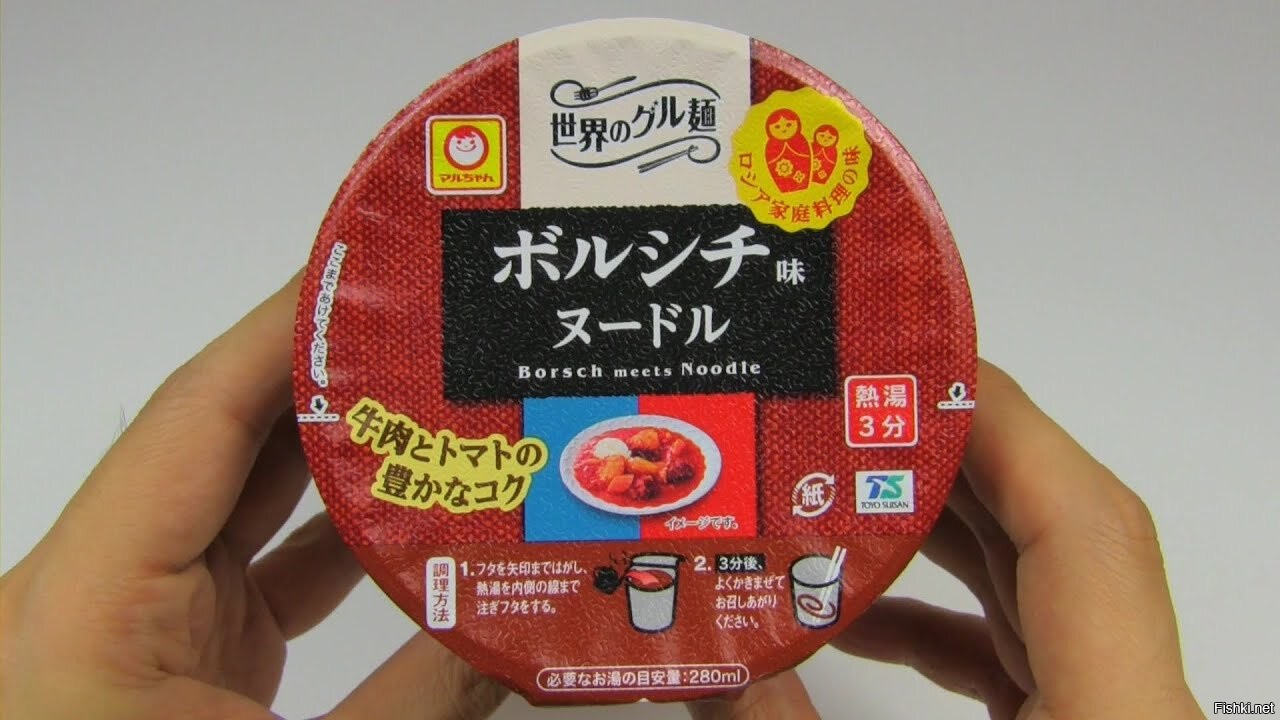 世界のグル麺
マルちゃん
ロシア家庭料理の味
ボルシチ味
ヌードル
Borsch meets Noodle
ここまであけてください。
牛肉とトマトの
豊かなコク
熱湯
3分
紙
TS
TOYO SUISAN
イメージです。
調理方法
1.フタを矢印まではがし、
熱湯を内側の線まで
注ぎフタをする。
2.3分後、
よくかきまぜて
お召しあがり
ください。
必要なお湯の目安量:280ml
Fishki.net